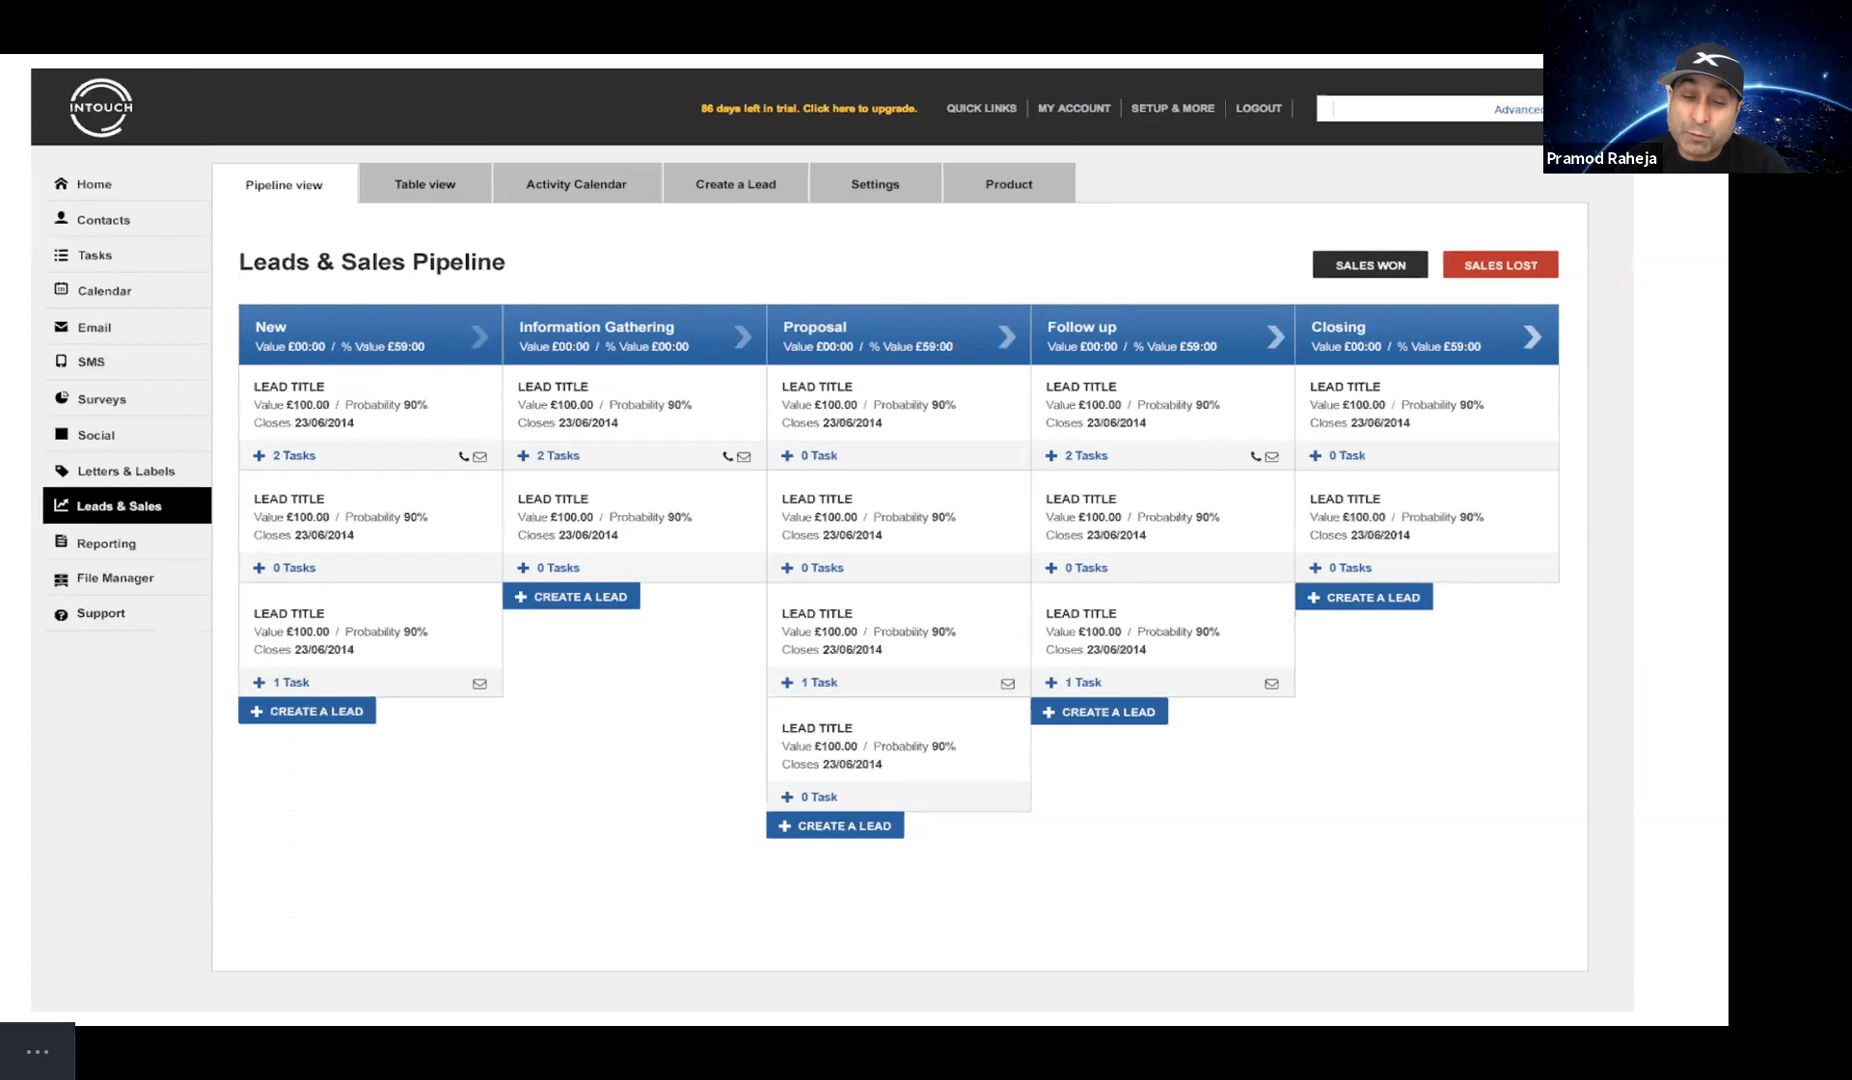 INTOUCH
86 days left in trial. Click here to upgrade.
QUICK LINKS
MY ACCOUNT
SETUP & MORE
LOGOUT
Advanced
Pramod Raheja
Home
Contacts
Tasks
Calendar
Email
SMS
Surveys
Social
Letters & Labels
Leads & Sales
Reporting
File Manager
Support
Pipeline view
Table view
Activity Calendar
Create a Lead
Settings
Product
Leads & Sales Pipeline
SALES WON
SALES LOST
New
Value £00:00 / % Value £59:00
LEAD TITLE
Value £100.00 / Probability 90%
Closes 23/06/2014
+ 2 Tasks
LEAD TITLE
Value £100.00 / Probability 90%
Closes 23/06/2014
+ 0 Tasks
LEAD TITLE
Value £100.00 / Probability 90%
Closes 23/06/2014
+ 1 Task
+ CREATE A LEAD
Information Gathering
Value £00:00 / % Value £00:00
LEAD TITLE
Value £100.00 / Probability 90%
Closes 23/06/2014
+ 2 Tasks
LEAD TITLE
Value £100.00 / Probability 90%
Closes 23/06/2014
+ 0 Tasks
+ CREATE A LEAD
Proposal
Value £00:00 / % Value £59:00
LEAD TITLE
Value £100.00 / Probability 90%
Closes 23/06/2014
+ 0 Task
LEAD TITLE
Value £100.00 / Probability 90%
Closes 23/06/2014
+ 0 Tasks
LEAD TITLE
Value £100.00 / Probability 90%
Closes 23/06/2014
+ 1 Task
LEAD TITLE
Value £100.00 / Probability 90%
Closes 23/06/2014
+ 0 Task
+ CREATE A LEAD
Follow up
Value £00:00 / % Value £59:00
LEAD TITLE
Value £100.00 / Probability 90%
Closes 23/06/2014
+ 2 Tasks
LEAD TITLE
Value £100.00 / Probability 90%
Closes 23/06/2014
+ 0 Tasks
LEAD TITLE
Value £100.00 / Probability 90%
Closes 23/06/2014
+ 1 Task
+ CREATE A LEAD
Closing
Value £00:00 / % Value £59:00
LEAD TITLE
Value £100.00 / Probability 90%
Closes 23/06/2014
+ 0 Task
LEAD TITLE
Value £100.00 / Probability 90%
Closes 23/06/2014
+ 0 Tasks
+ CREATE A LEAD